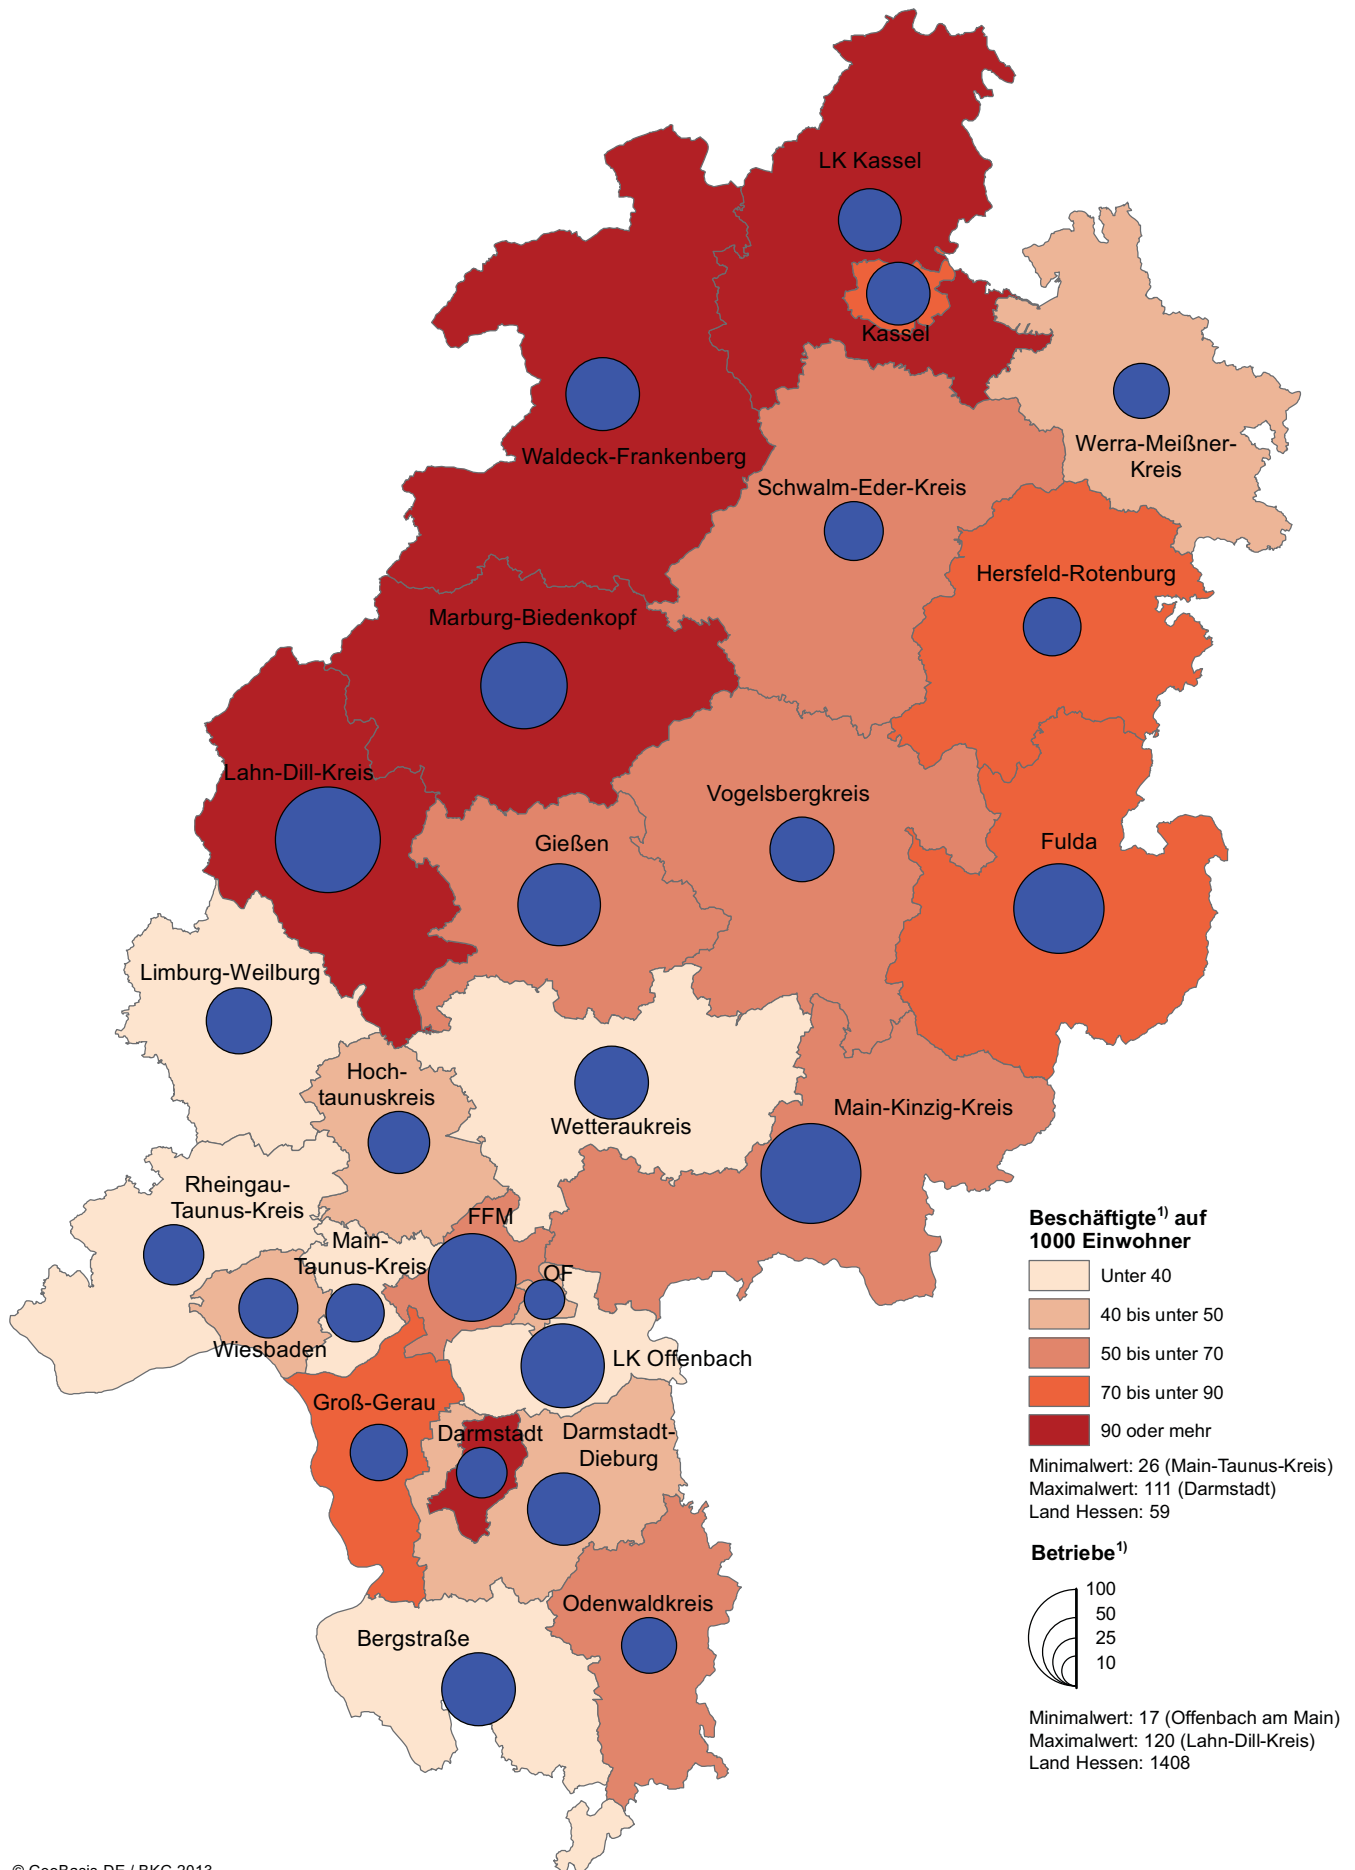 LK Kassel
Kassel
Waldeck-Frankenberg
Werra-Meißner-
Kreis
Schwalm-Eder-Kreis
Hersfeld-Rotenburg
Marburg-Biedenkopf
Lahn-Dill-Kreis
Vogelsbergkreis
Gießen
Fulda
Limburg-Weilburg
Hoch-
taunuskreis
Wetteraukreis
Main-Kinzig-Kreis
Rheingau-
Taunus-Kreis
FFM
Main-
Taunus-Kreis
OF
Wiesbaden
LK Offenbach
Groß-Gerau
Darmstadt
Darmstadt-
Dieburg
Odenwaldkreis
Bergstraße
Beschäftigte1) auf
1000 Einwohner
Unter 40
40 bis unter 50
50 bis unter 70
70 bis unter 90
90 oder mehr
Minimalwert: 26 (Main-Taunus-Kreis)
Maximalwert: 111 (Darmstadt)
Land Hessen: 59
Betriebe1)
100
50
25
10
Minimalwert: 17 (Offenbach am Main)
Maximalwert: 120 (Lahn-Dill-Kreis)
Land Hessen: 1408
© GeoBasis-DE / BKG 2013